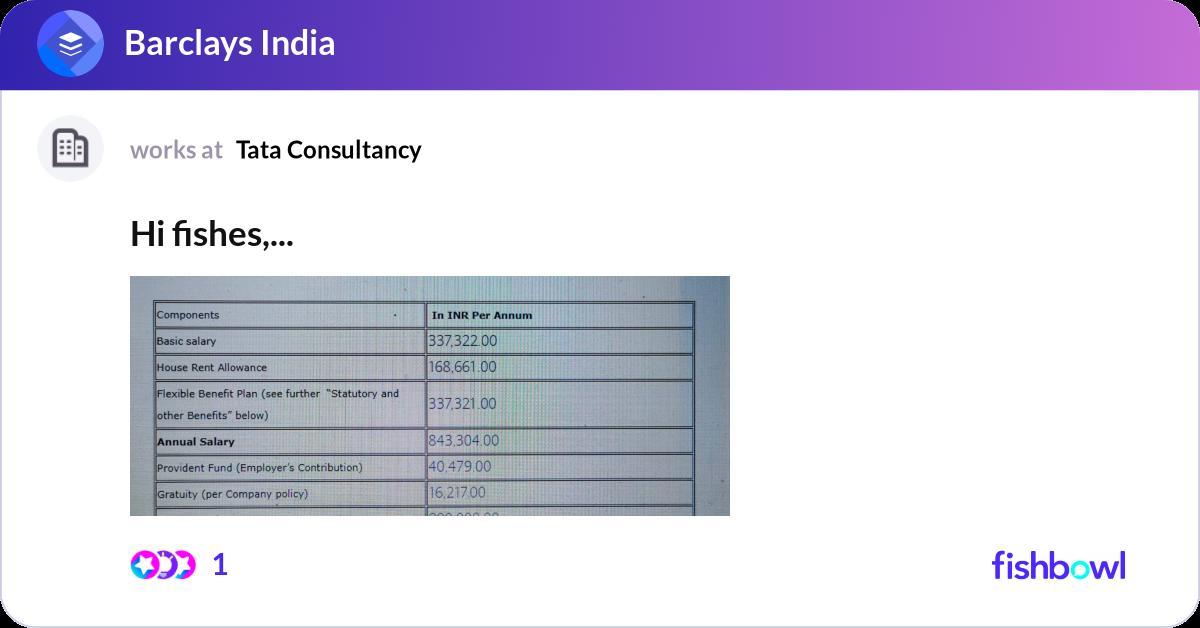 Barclays India
works at Tata Consultancy
Hi fishes,...
Components In INR Per Annum
Basic salary 337,322.00
House Rent Allowance 168,661.00
Flexible Benefit Plan (see further "Statutory and
other Benefits" below) 337,321.00
Annual Salary 843,304.00
Provident Fund (Employer's Contribution) 40,479.00
Gratuity (per Company policy) 16,217.00
1
fishbowl